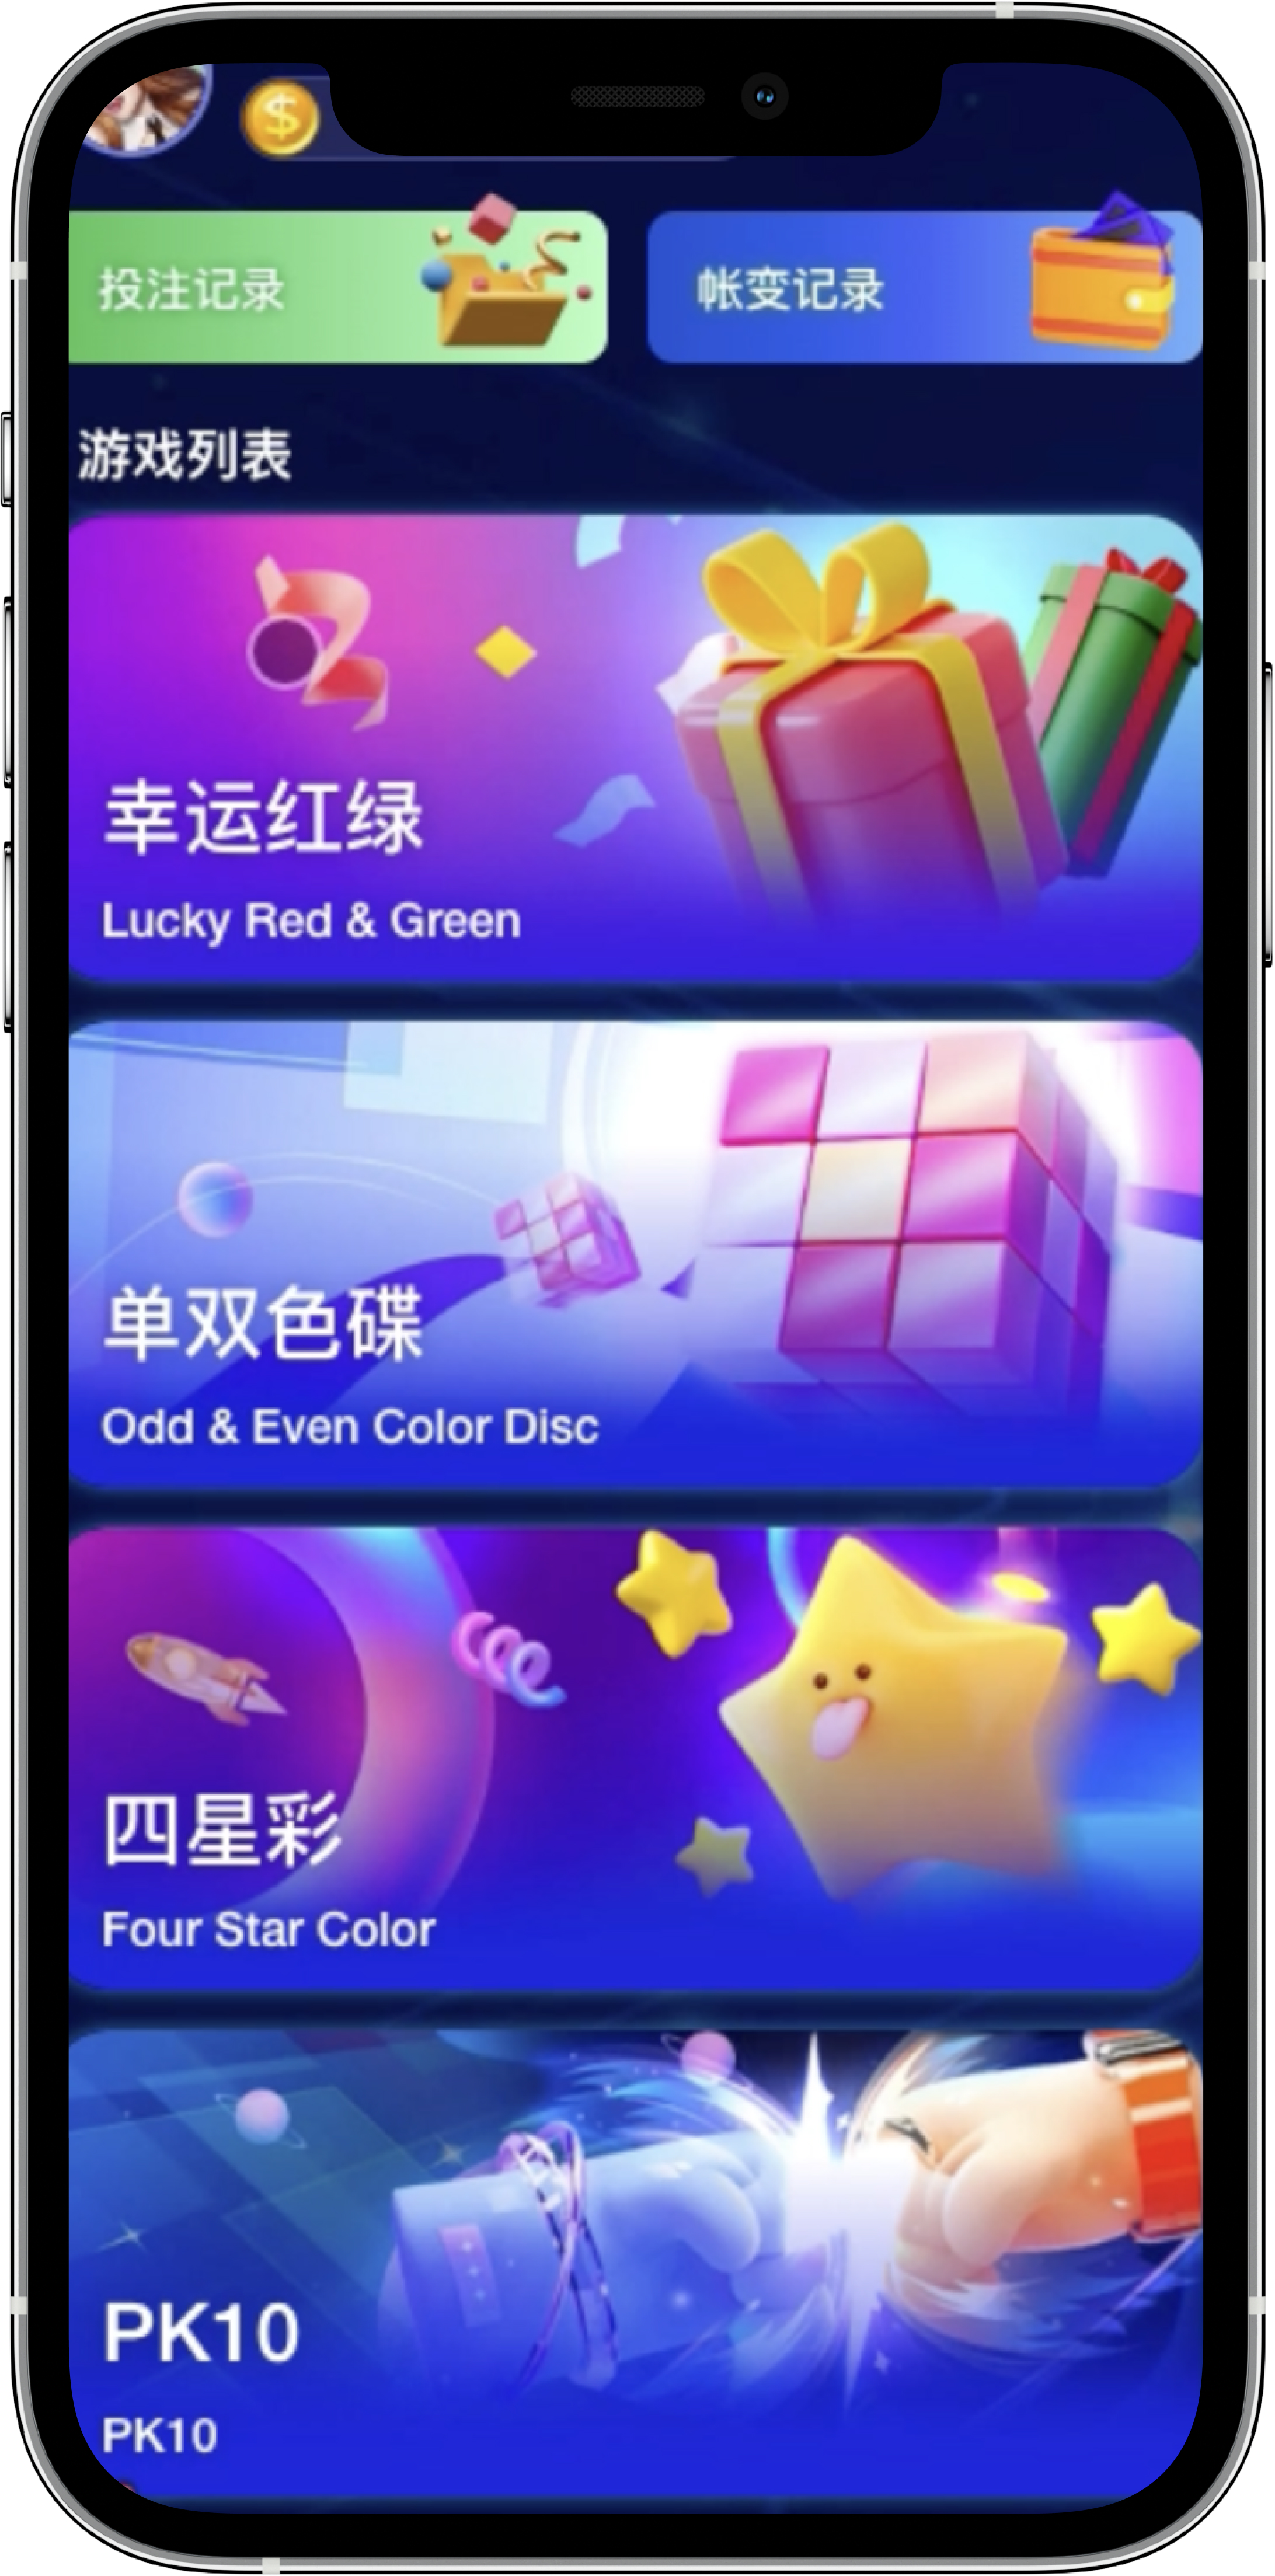 投注记录
帐变记录
游戏列表
幸运红绿
Lucky Red & Green
单双色碟
Odd & Even Color Disc
四星彩
Four Star Color
PK10
PK10